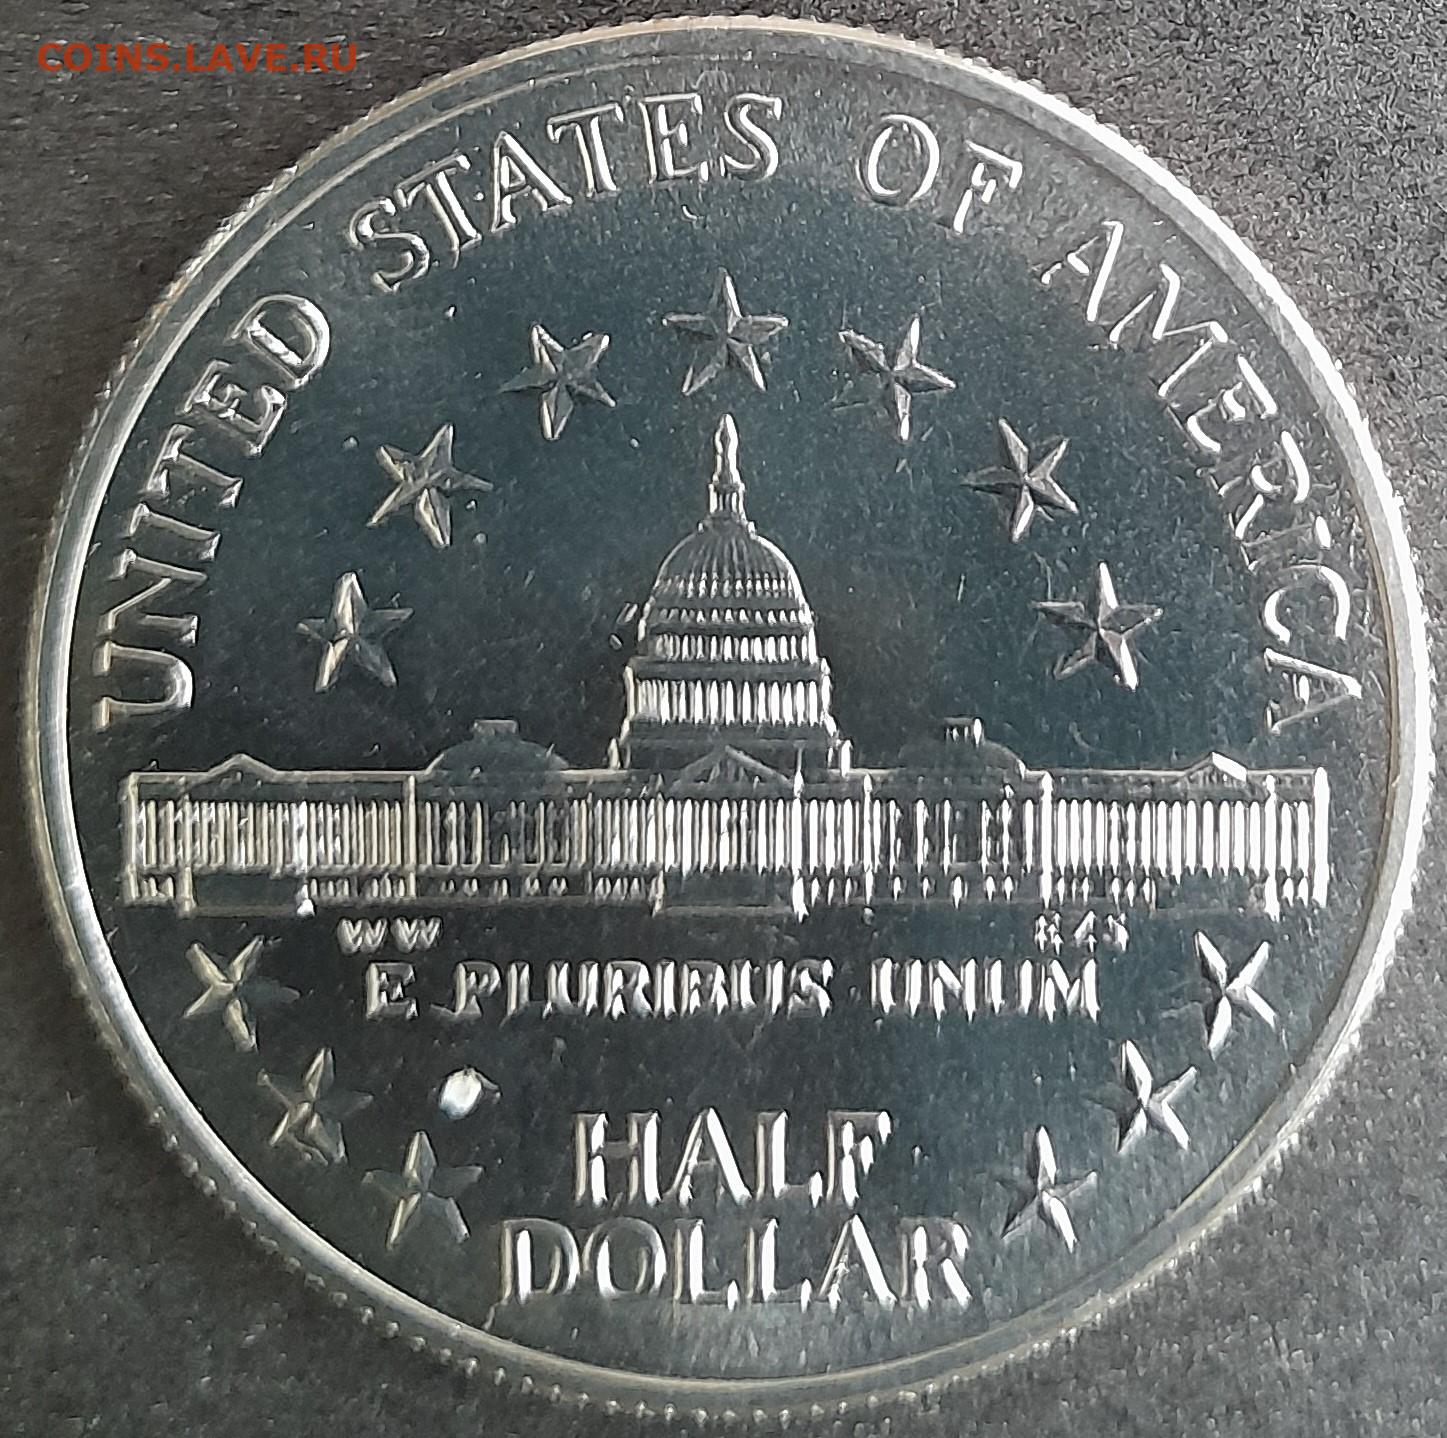 COINS.LAVE.RU
UNITED STATES OF AMERICA
WW
E PLURIBUS UNUM
HALF
DOLLAR